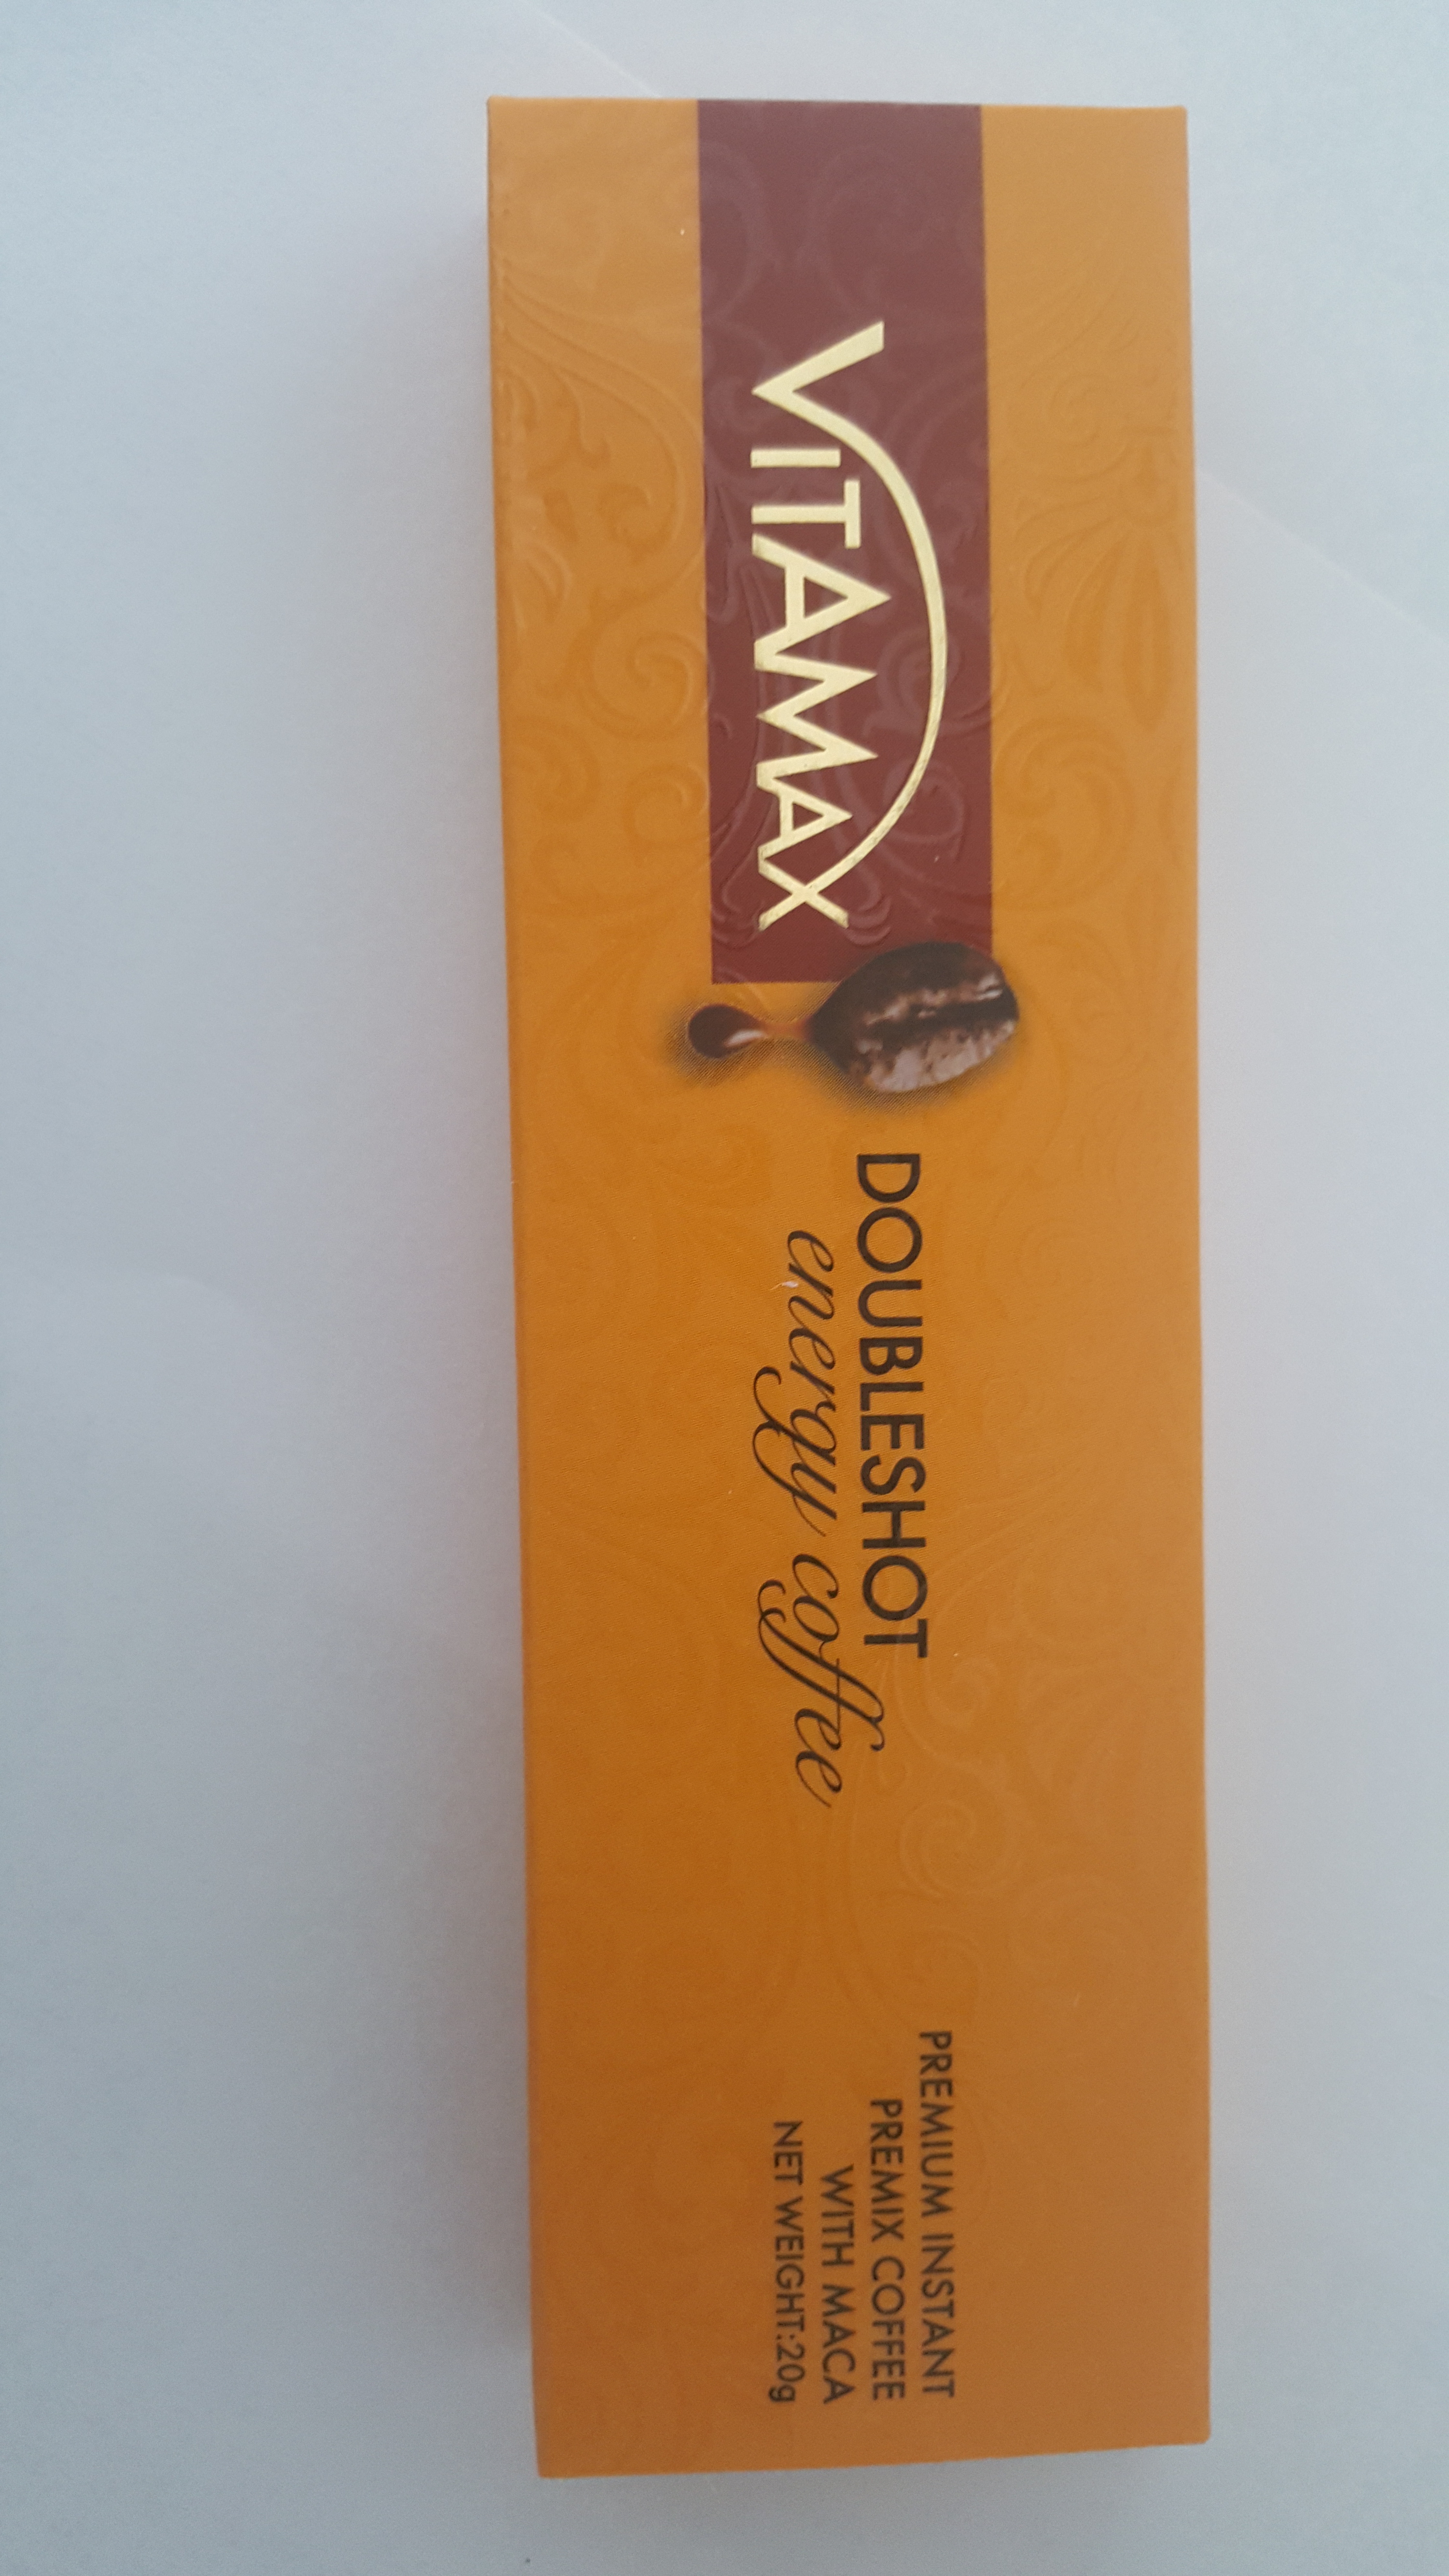 VITAMAX
DOUBLESHOT
energy coffee
PREMIUM INSTANT
PREMIX COFFEE
WITH MACA
NET WEIGHT:20g